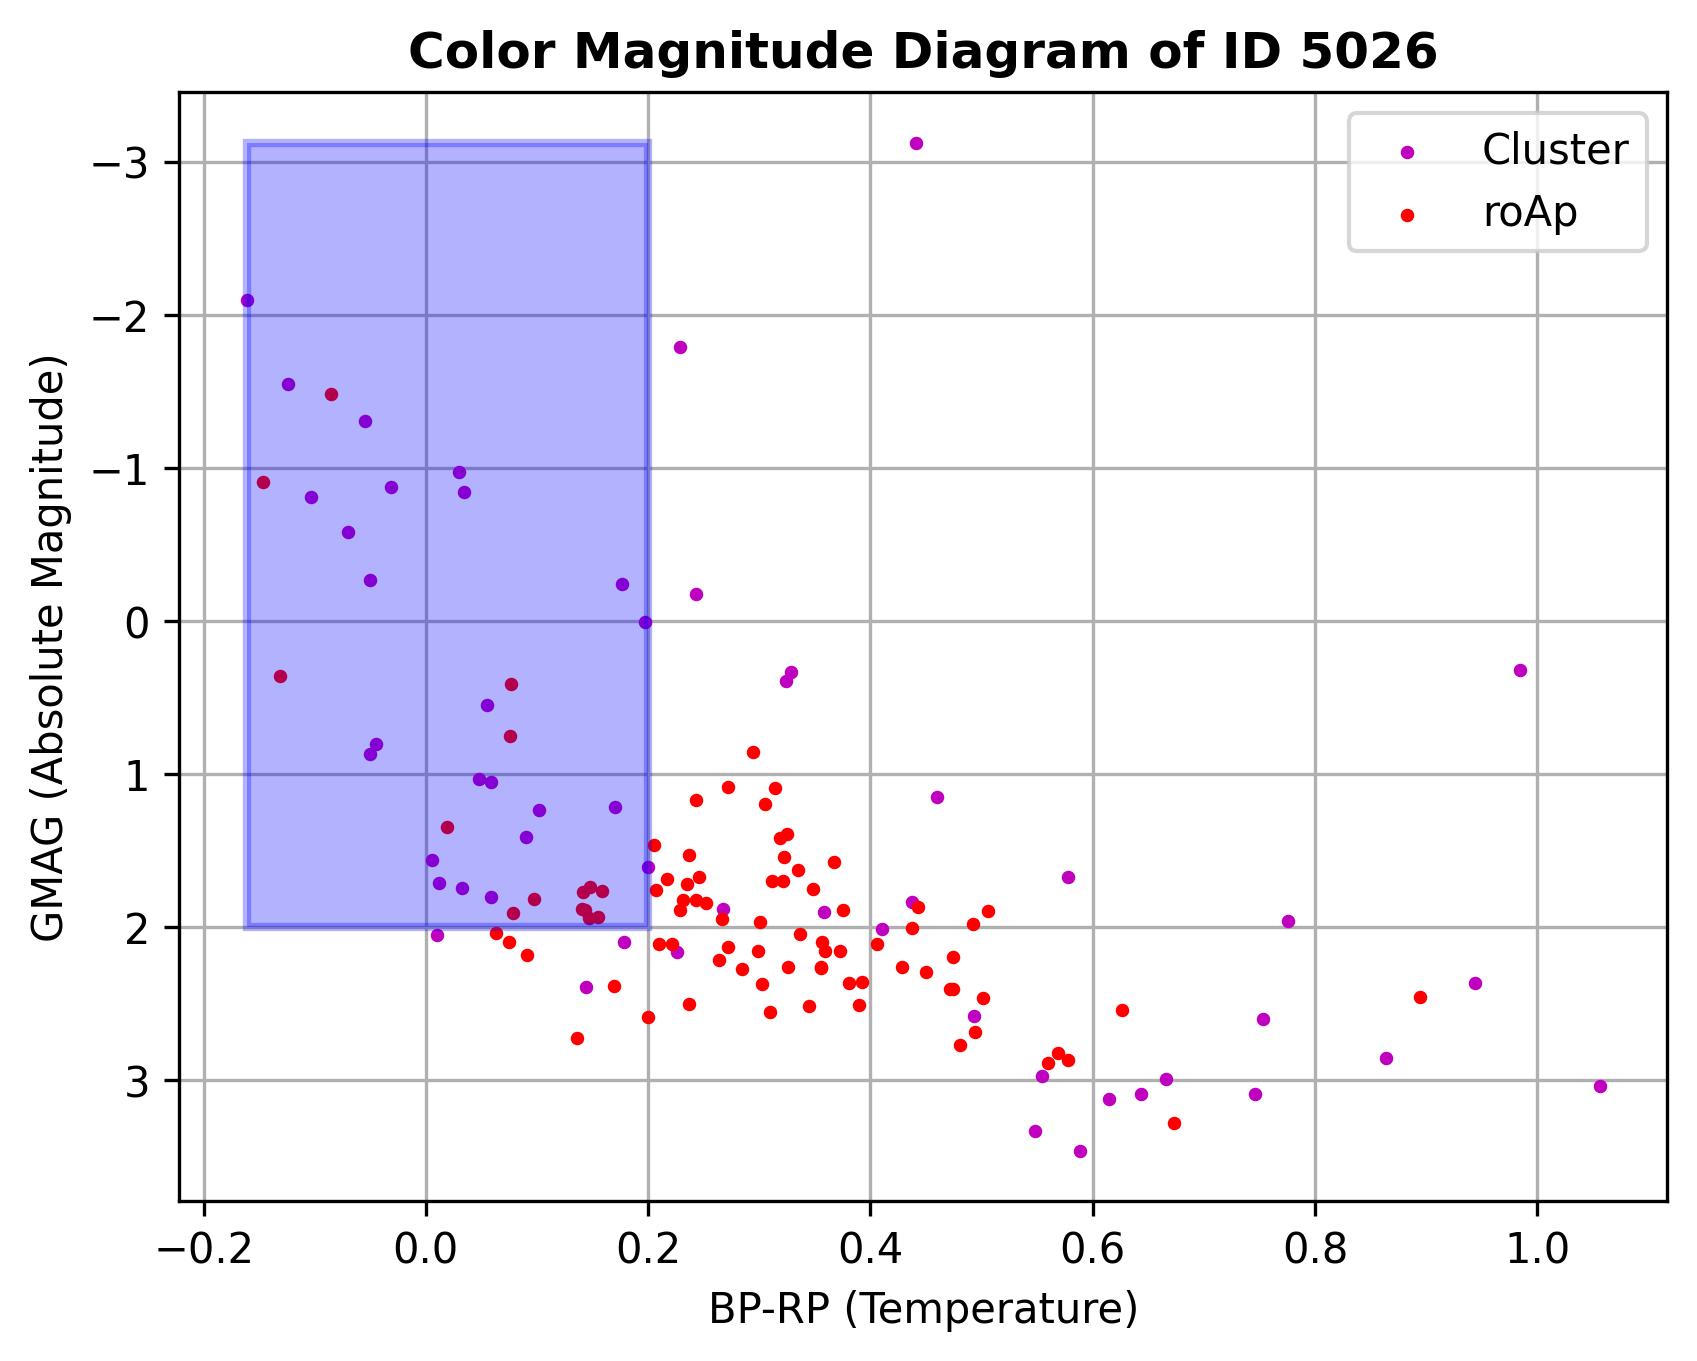 Color Magnitude Diagram of ID 5026
Cluster
roAp
GMAG (Absolute Magnitude)
−3
−2
−1
0
1
2
3
−0.2 0.0 0.2 0.4 0.6 0.8 1.0
BP-RP (Temperature)